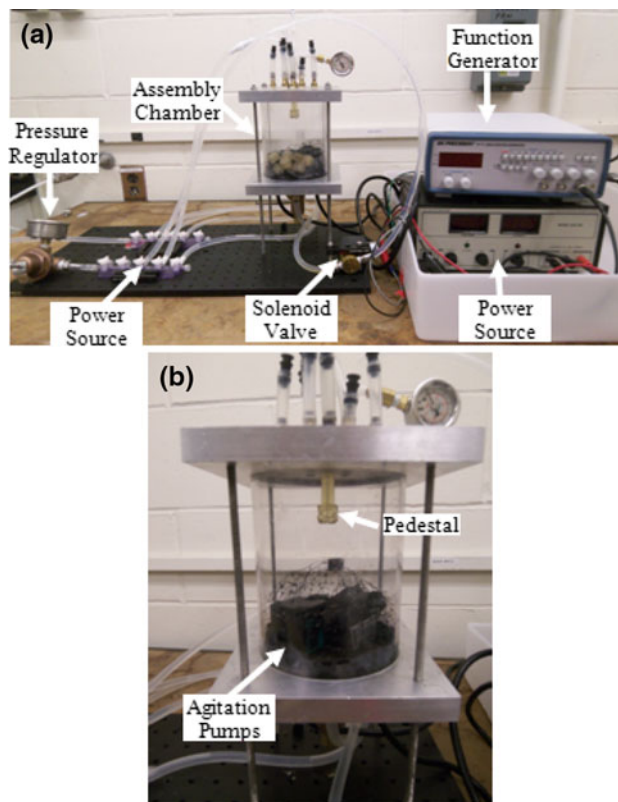 (a)
Function
Generator
Assembly
Chamber
Pressure
Regulator
Power
Source
Solenoid
Valve
Power
Source
(b)
Pedestal
Agitation
Pumps